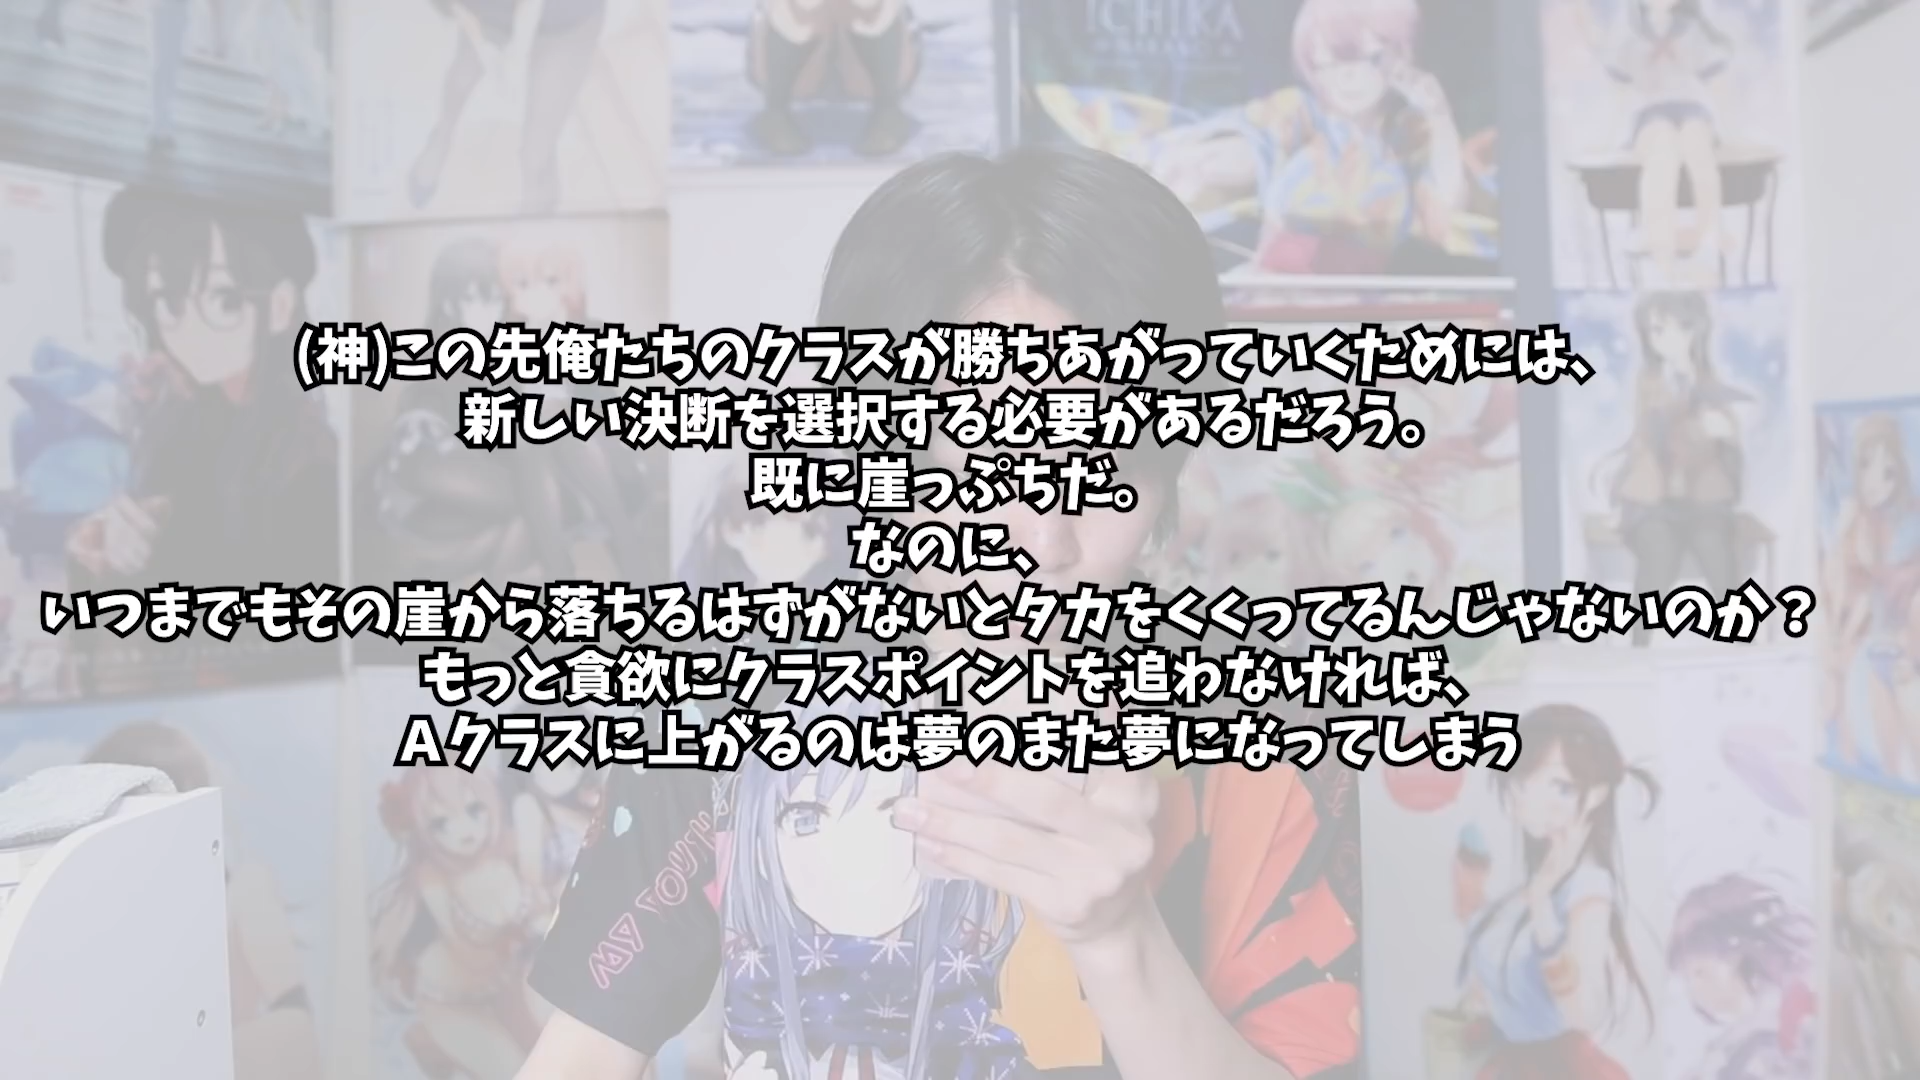 ICHIKA
(神)この先俺たちのクラスが勝ちあがっていくためには、
新しい決断を選択する必要があるだろう。
既に崖っぷちだ。
なのに、
いつまでもその崖から落ちるはずがないとタカをくくってるんじゃないのか？
もっと貪欲にクラスポイントを追わなければ、
Aクラスに上がるのは夢のまた夢になってしまう